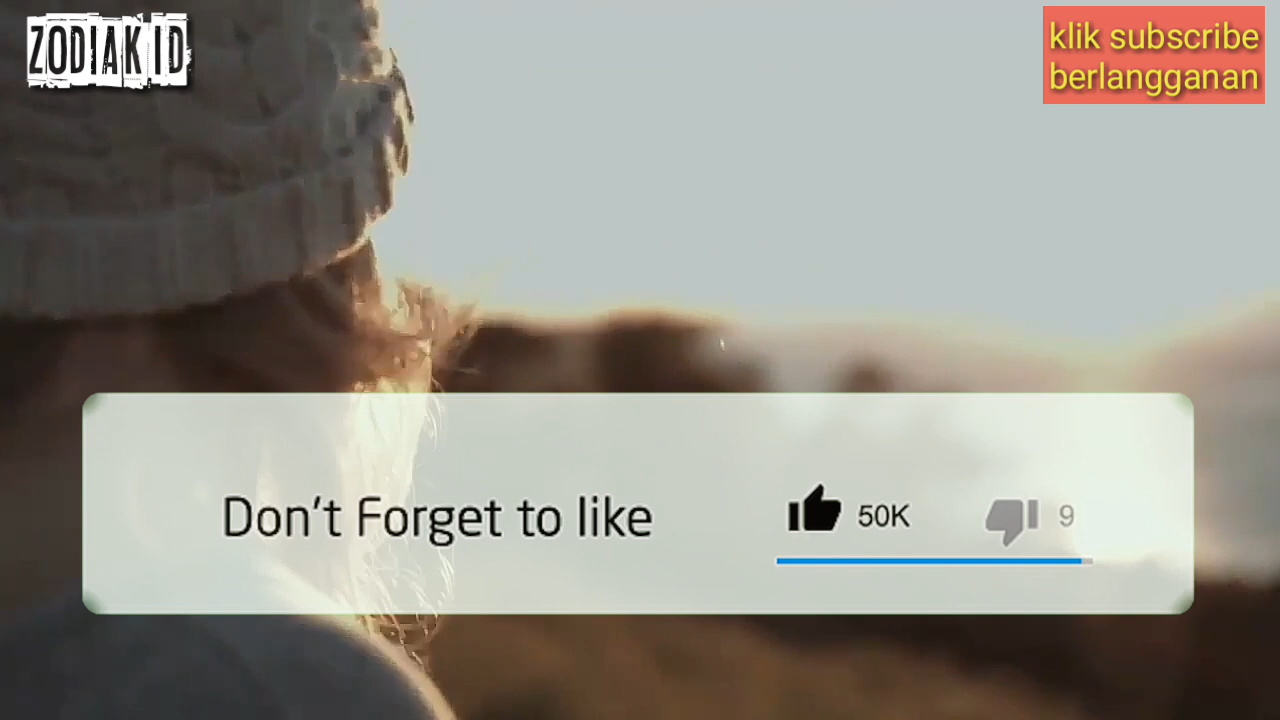 ZODIAK ID
klik subscribe
berlangganan
Don't Forget to like
50K
9